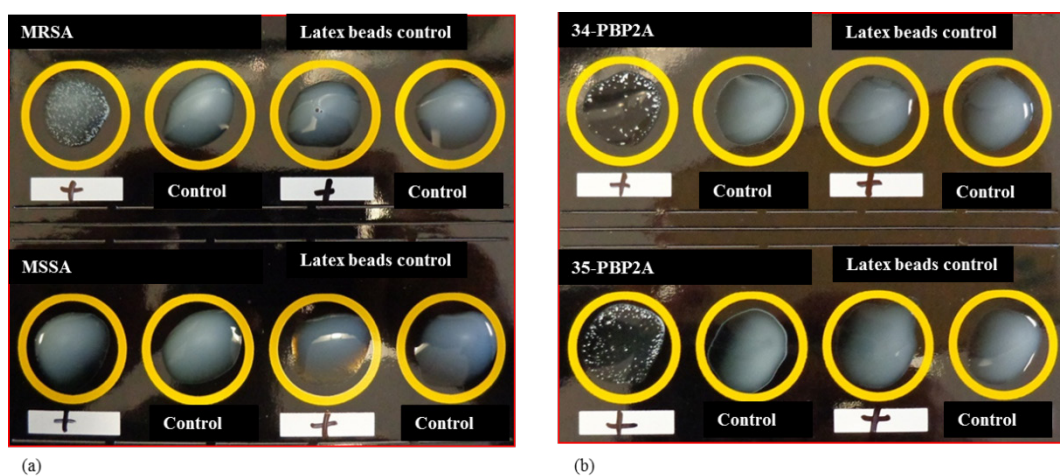 MRSA
Latex beads control
34-PBP2A
Latex beads control
+
Control
+
Control
+
Control
+
Control
MSSA
Latex beads control
35-PBP2A
Latex beads control
+
Control
+
Control
+
Control
+
Control
(a)
(b)